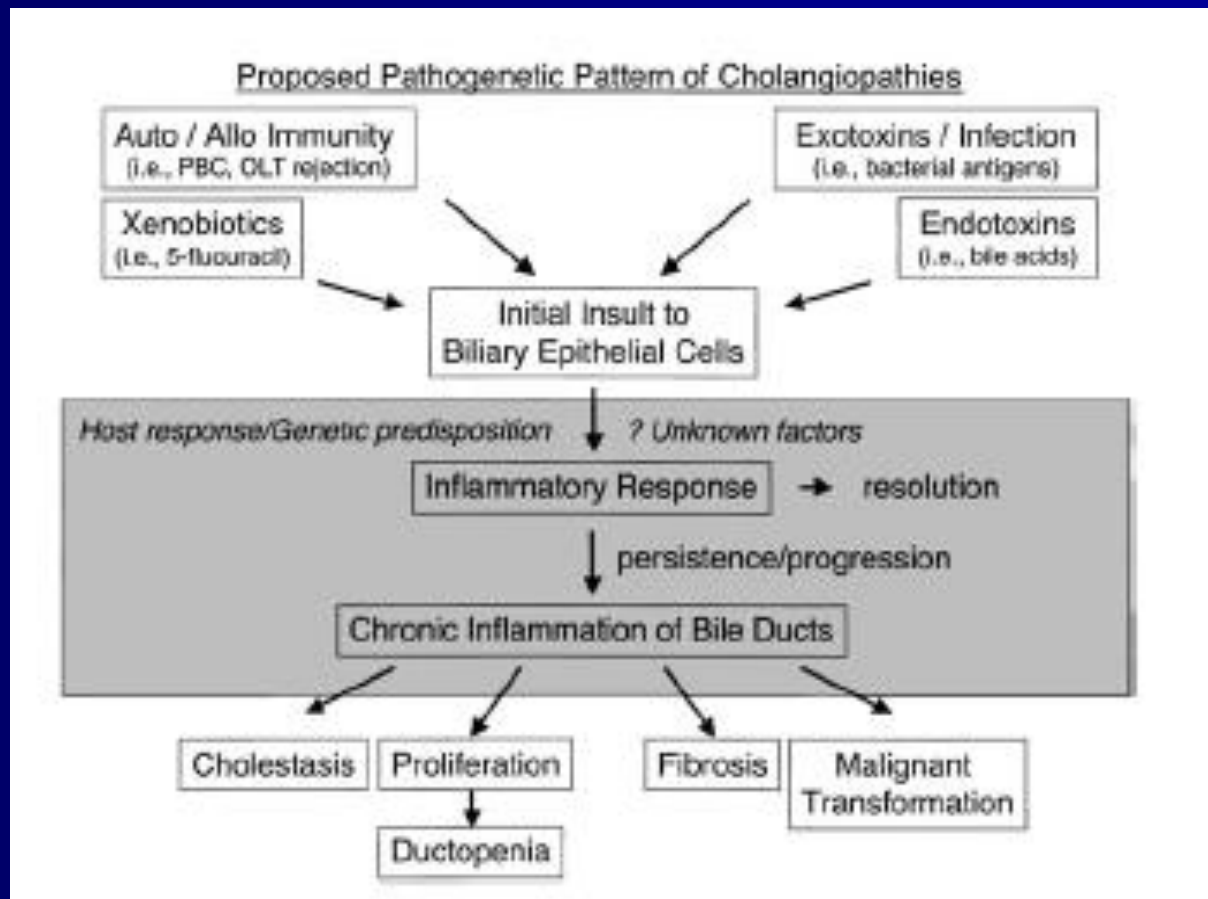 Proposed Pathogenetic Pattern of Cholangiopathies
Auto / Allo Immunity
(i.e., PBC, OLT rejection)
Exotoxins / Infection
(i.e., bacterial antigens)
Xenobiotics
(i.e., 5-fluouracil)
Endotoxins
(i.e., bile acids)
Initial Insult to
Biliary Epithelial Cells
Host response/Genetic predisposition
? Unknown factors
Inflammatory Response
resolution
persistence/progression
Chronic Inflammation of Bile Ducts
Cholestasis
Proliferation
Fibrosis
Malignant
Transformation
Ductopenia